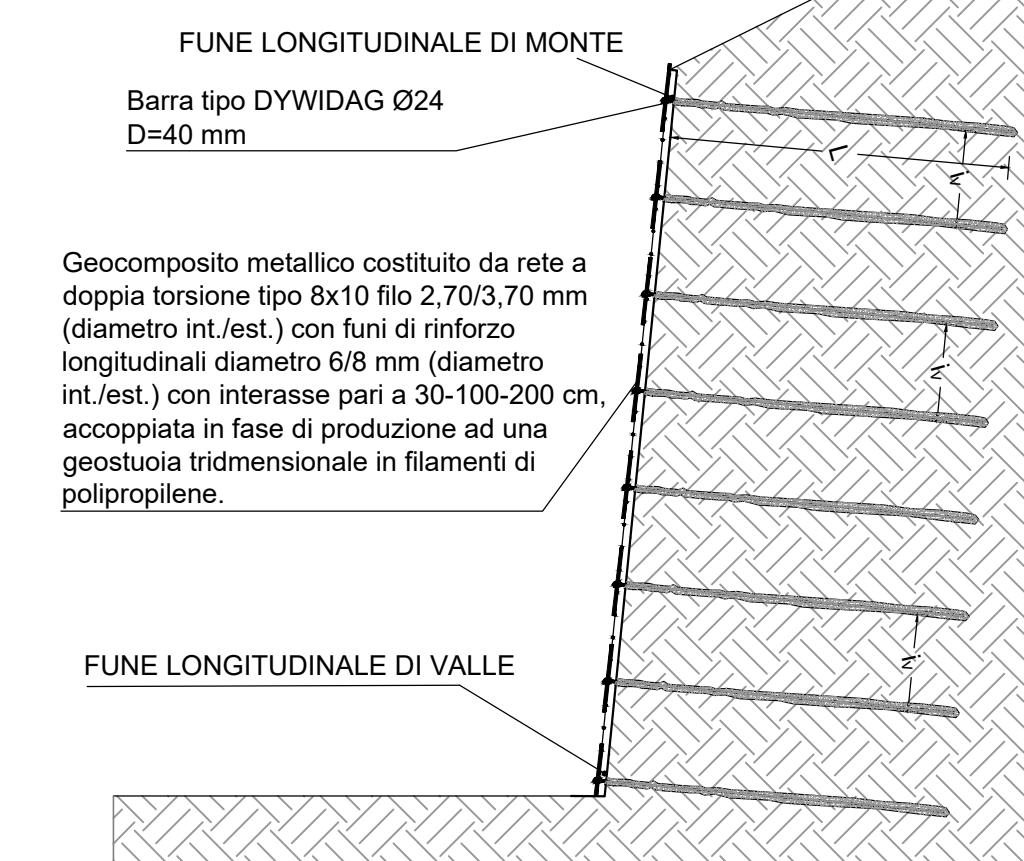 FUNE LONGITUDINALE DI MONTE
Barra tipo DYWIDAG Ø24
D=40 mm
L
iw
Geocomposito metallico costituito da rete a
doppia torsione tipo 8x10 filo 2,70/3,70 mm
(diametro int./est.) con funi di rinforzo
longitudinali diametro 6/8 mm (diametro
int./est.) con interasse pari a 30-100-200 cm,
accoppiata in fase di produzione ad una
geostuoia tridmensionale in filamenti di
polipropilene.
iw
FUNE LONGITUDINALE DI VALLE
iw